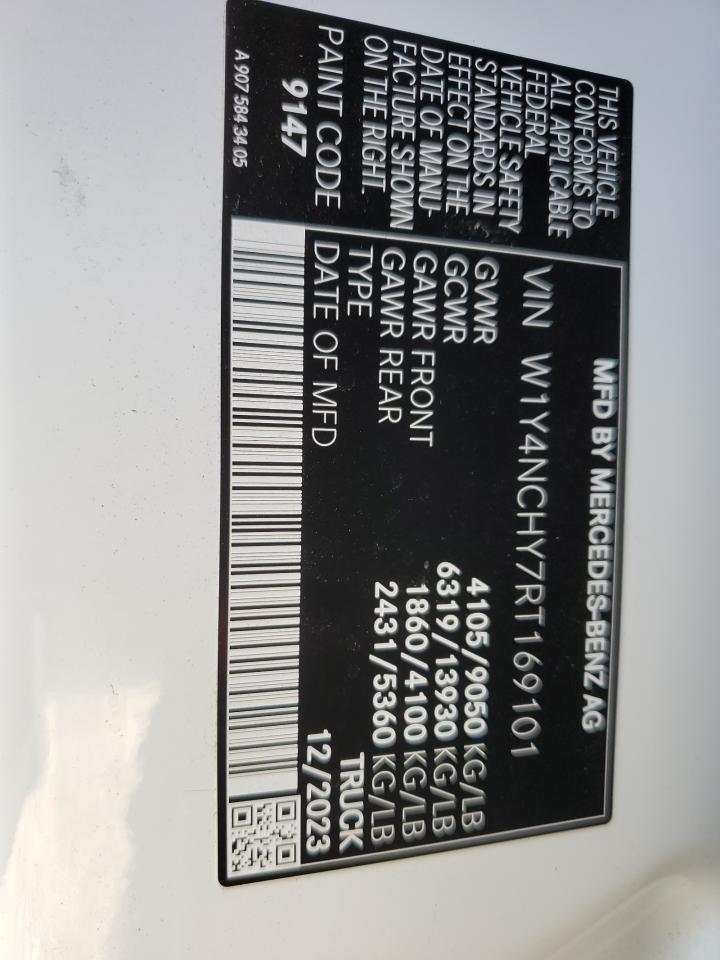 THIS VEHICLE
CONFORMS TO
ALL APPLICABLE
FEDERAL
VEHICLE SAFETY
STANDARDS IN
EFFECT ON THE
DATE OF MANU-
FACTURE SHOWN
ON THE RIGHT.
PAINT CODE
9147
A 907 584 34 05
MFD BY MERCEDES-BENZ AG
VIN W1Y4NCHY7RT169101
GVWR 4105/9050 KG/LB
GCWR 6319/13930 KG/LB
GAWR FRONT 1860/4100 KG/LB
GAWR REAR 2431/5360 KG/LB
TYPE TRUCK
DATE OF MFD 12/2023